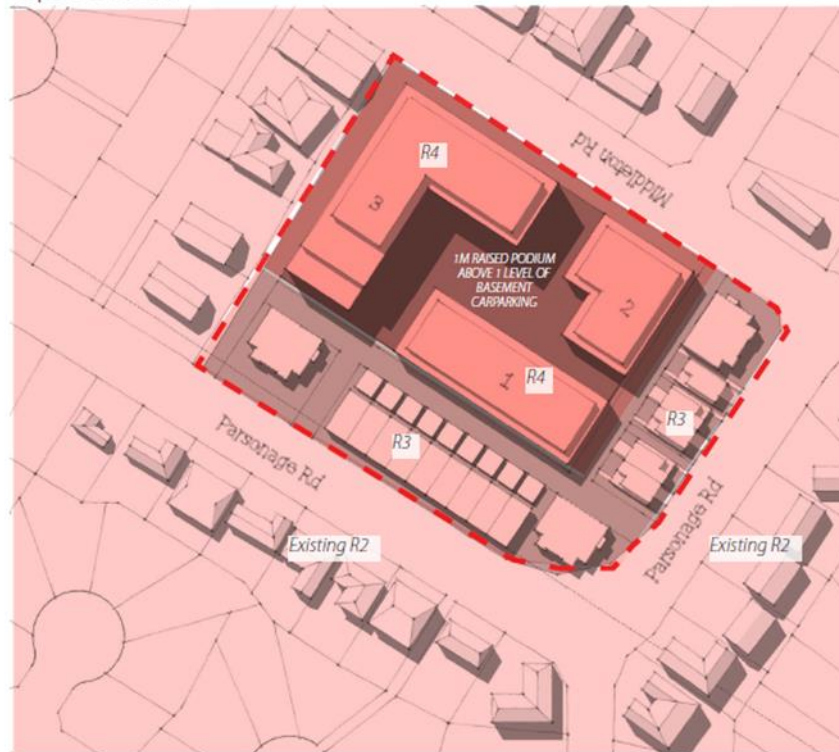 R4
Middleton Rd
3
1M RAISED PODIUM
ABOVE 1 LEVEL OF
BASEMENT
CARPARKING
2
1
R4
R3
R3
Parsonage Rd
Parsonage Rd
Existing R2
Existing R2